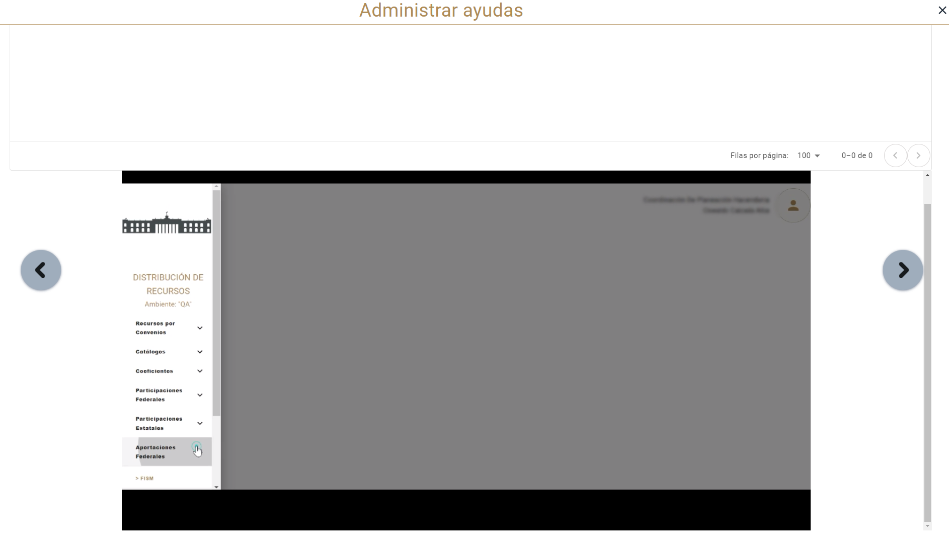 Administrar ayudas
Filas por página: 100 0–0 de 0
DISTRIBUCIÓN DE
RECURSOS
Ambiente: "QA"
Recursos por
Convenios
Catálogos
Coeficientes
Participaciones
Federales
Participaciones
Estatales
Aportaciones
Federales
> FISM